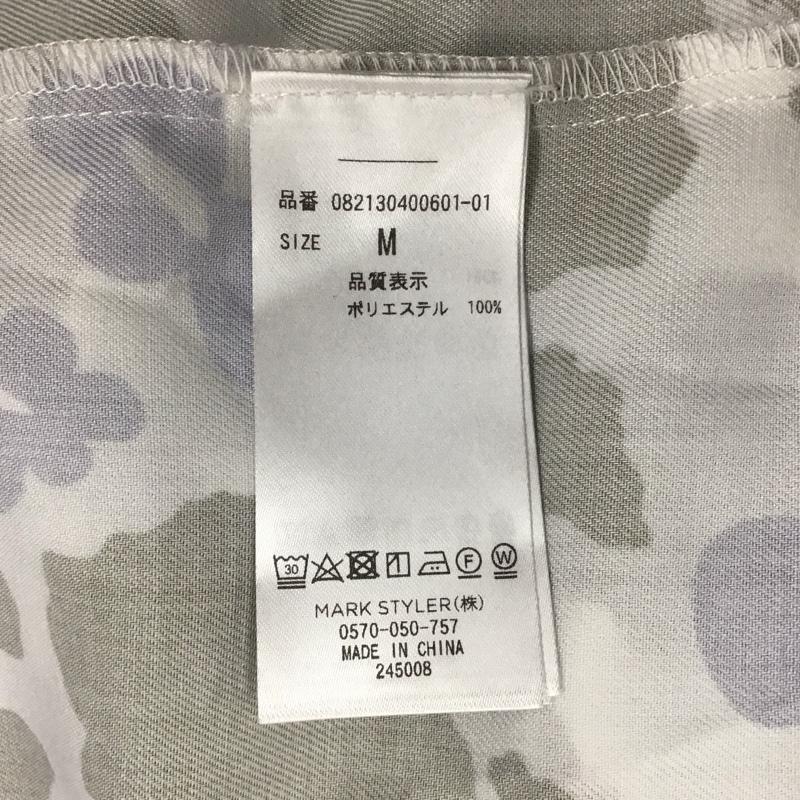 品番 082130400601-01
SIZE M
品質表示
ポリエステル 100%
30
F W
MARK STYLER(株)
0570-050-757
MADE IN CHINA
245008